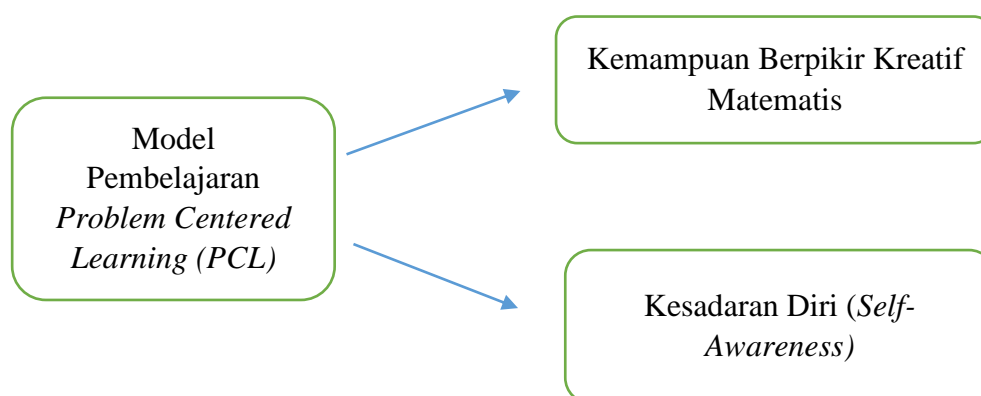 Model
Pembelajaran
Problem Centered
Learning (PCL)
Kemampuan Berpikir Kreatif
Matematis
Kesadaran Diri (Self-
Awareness)